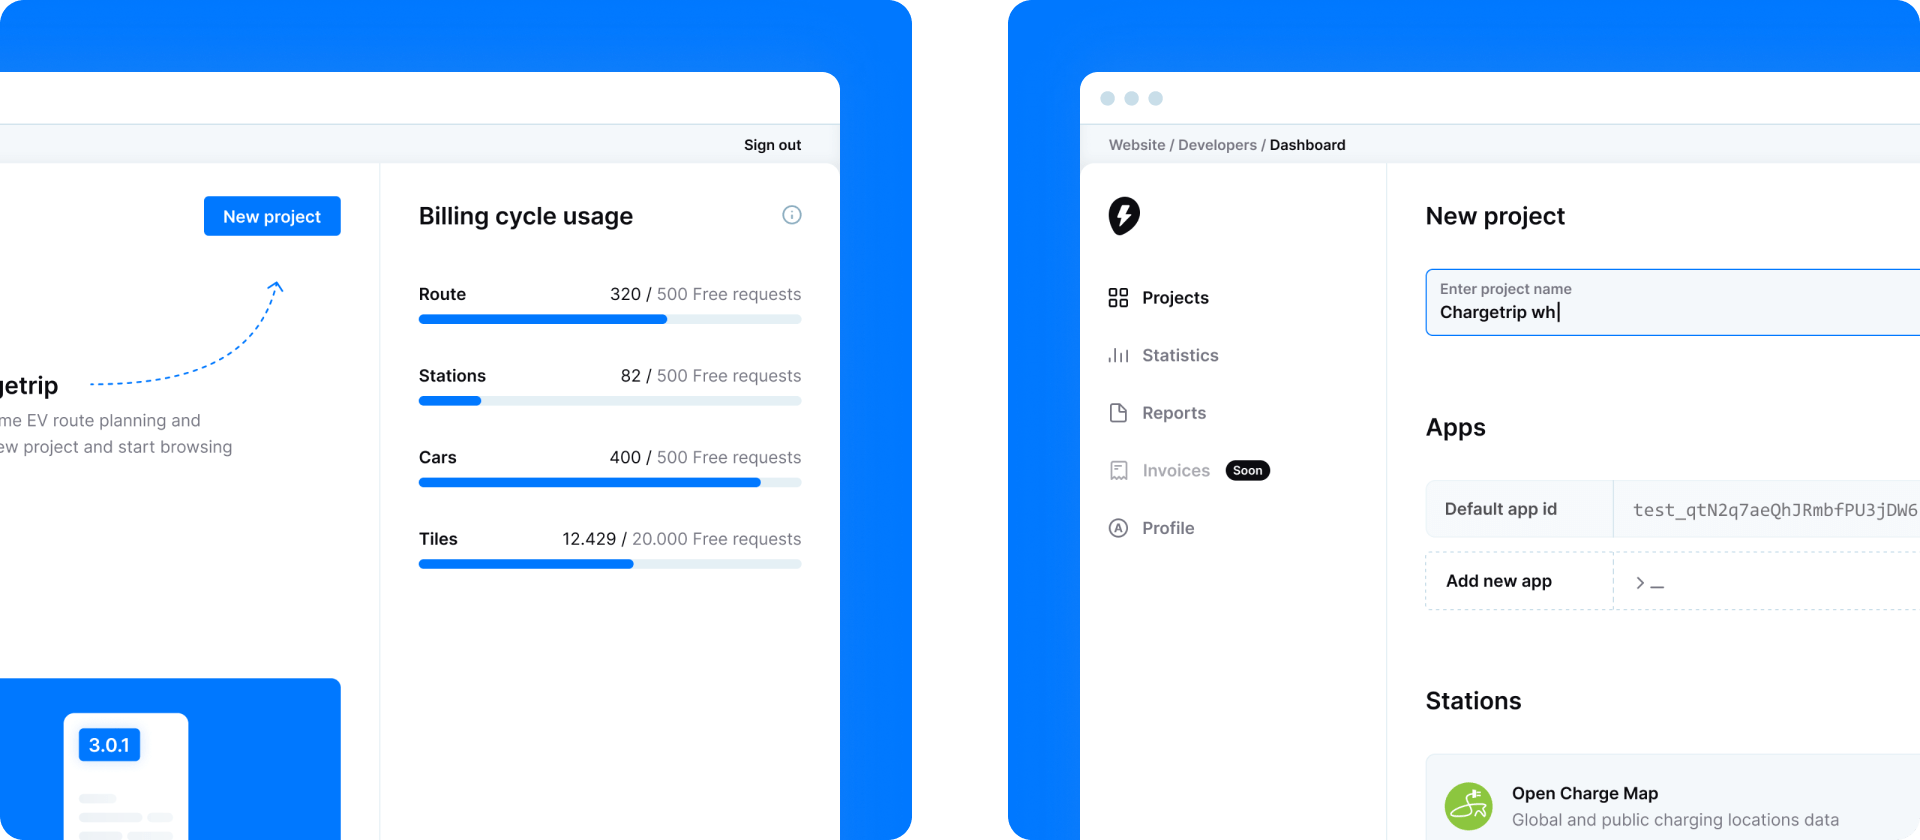 Sign out
New project
getrip
me EV route planning and
ew project and start browsing
3.0.1
Billing cycle usage
Route 320 / 500 Free requests
Stations 82 / 500 Free requests
Cars 400 / 500 Free requests
Tiles 12.429 / 20.000 Free requests
Website / Developers / Dashboard
Projects
Statistics
Reports
Invoices Soon
Profile
New project
Enter project name
Chargetrip wh
Apps
Default app id test_qtN2q7aeQhJRmbfPU3jDW6
Add new app >_
Stations
Open Charge Map
Global and public charging locations data